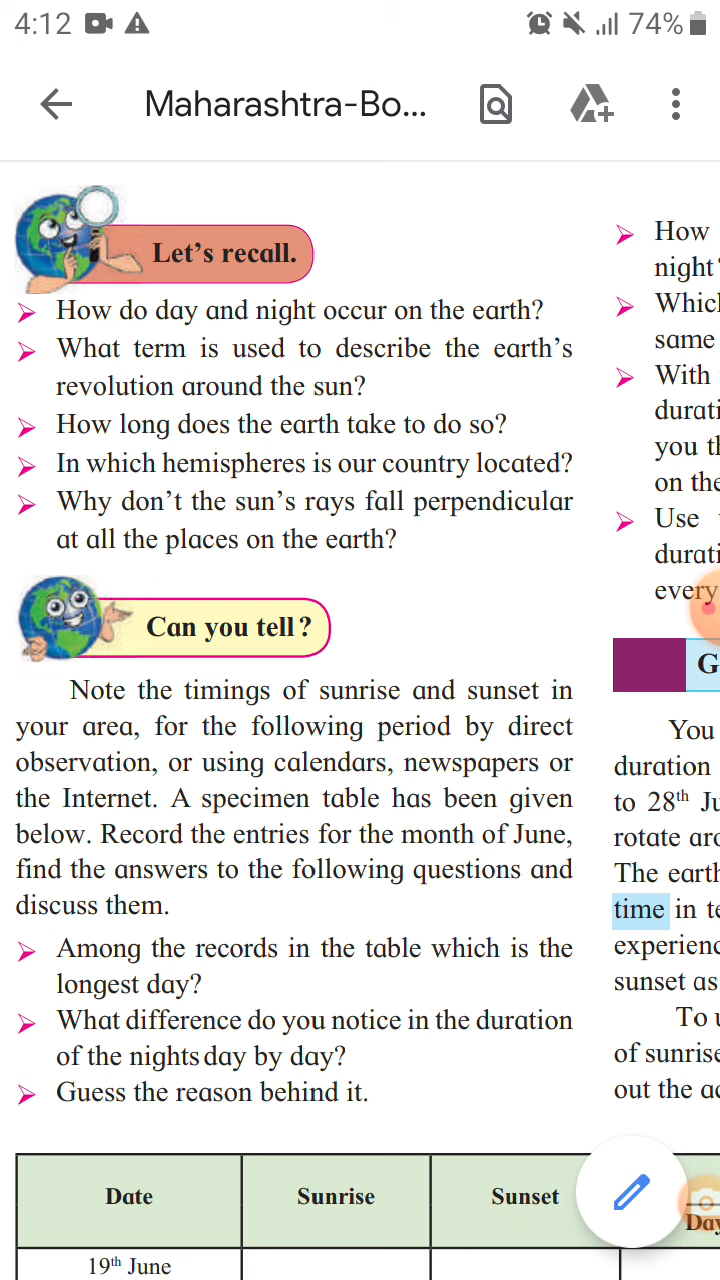 4:12
74%
Maharashtra-Bo...
Let's recall.
How do day and night occur on the earth?
What term is used to describe the earth's
revolution around the sun?
How long does the earth take to do so?
In which hemispheres is our country located?
Why don't the sun's rays fall perpendicular
at all the places on the earth?
Can you tell?
Note the timings of sunrise and sunset in
your area, for the following period by direct
observation, or using calendars, newspapers or
the Internet. A specimen table has been given
below. Record the entries for the month of June,
find the answers to the following questions and
discuss them.
Among the records in the table which is the
longest day?
What difference do you notice in the duration
of the nights day by day?
Guess the reason behind it.
How
night
Which
same
With
durati
you th
on the
Use
durati
every
G
You
duration
to 28th Ju
rotate aro
The earth
time in te
experienc
sunset as
To u
of sunrise
out the ac
Date Sunrise Sunset Day
19th June